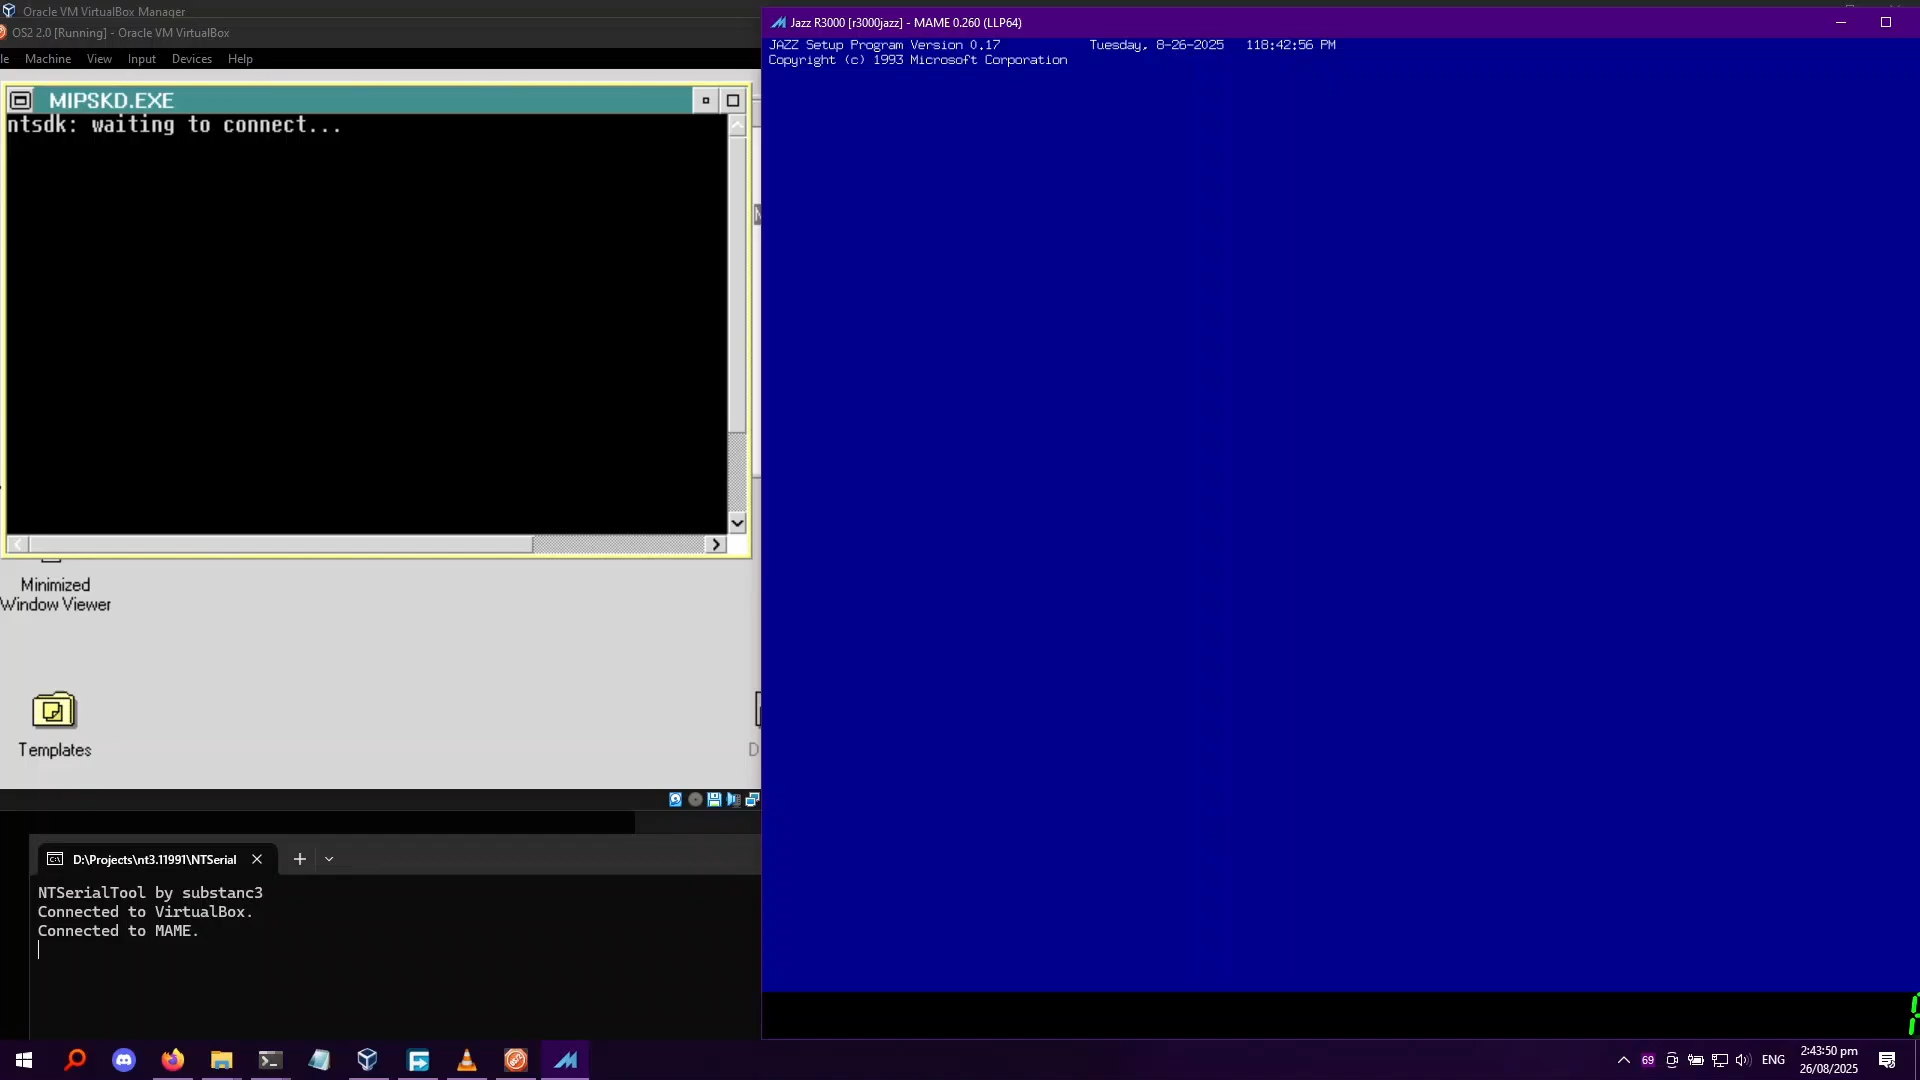 Oracle VM VirtualBox Manager
OS2 2.0 [Running] - Oracle VM VirtualBox
le Machine View Input Devices Help
MIPSKD.EXE
ntsdk: waiting to connect...
Minimized
Window Viewer
Templates
D
D:\Projects\nt3.11991\NTSerial
NTSerialTool by substanc3
Connected to VirtualBox.
Connected to MAME.
Jazz R3000 [r3000jazz] - MAME 0.260 (LLP64)
JAZZ Setup Program Version 0.17 Tuesday, 8-26-2025 118:42:56 PM
Copyright (c) 1993 Microsoft Corporation
69
ENG
2:43:50 pm
26/08/2025